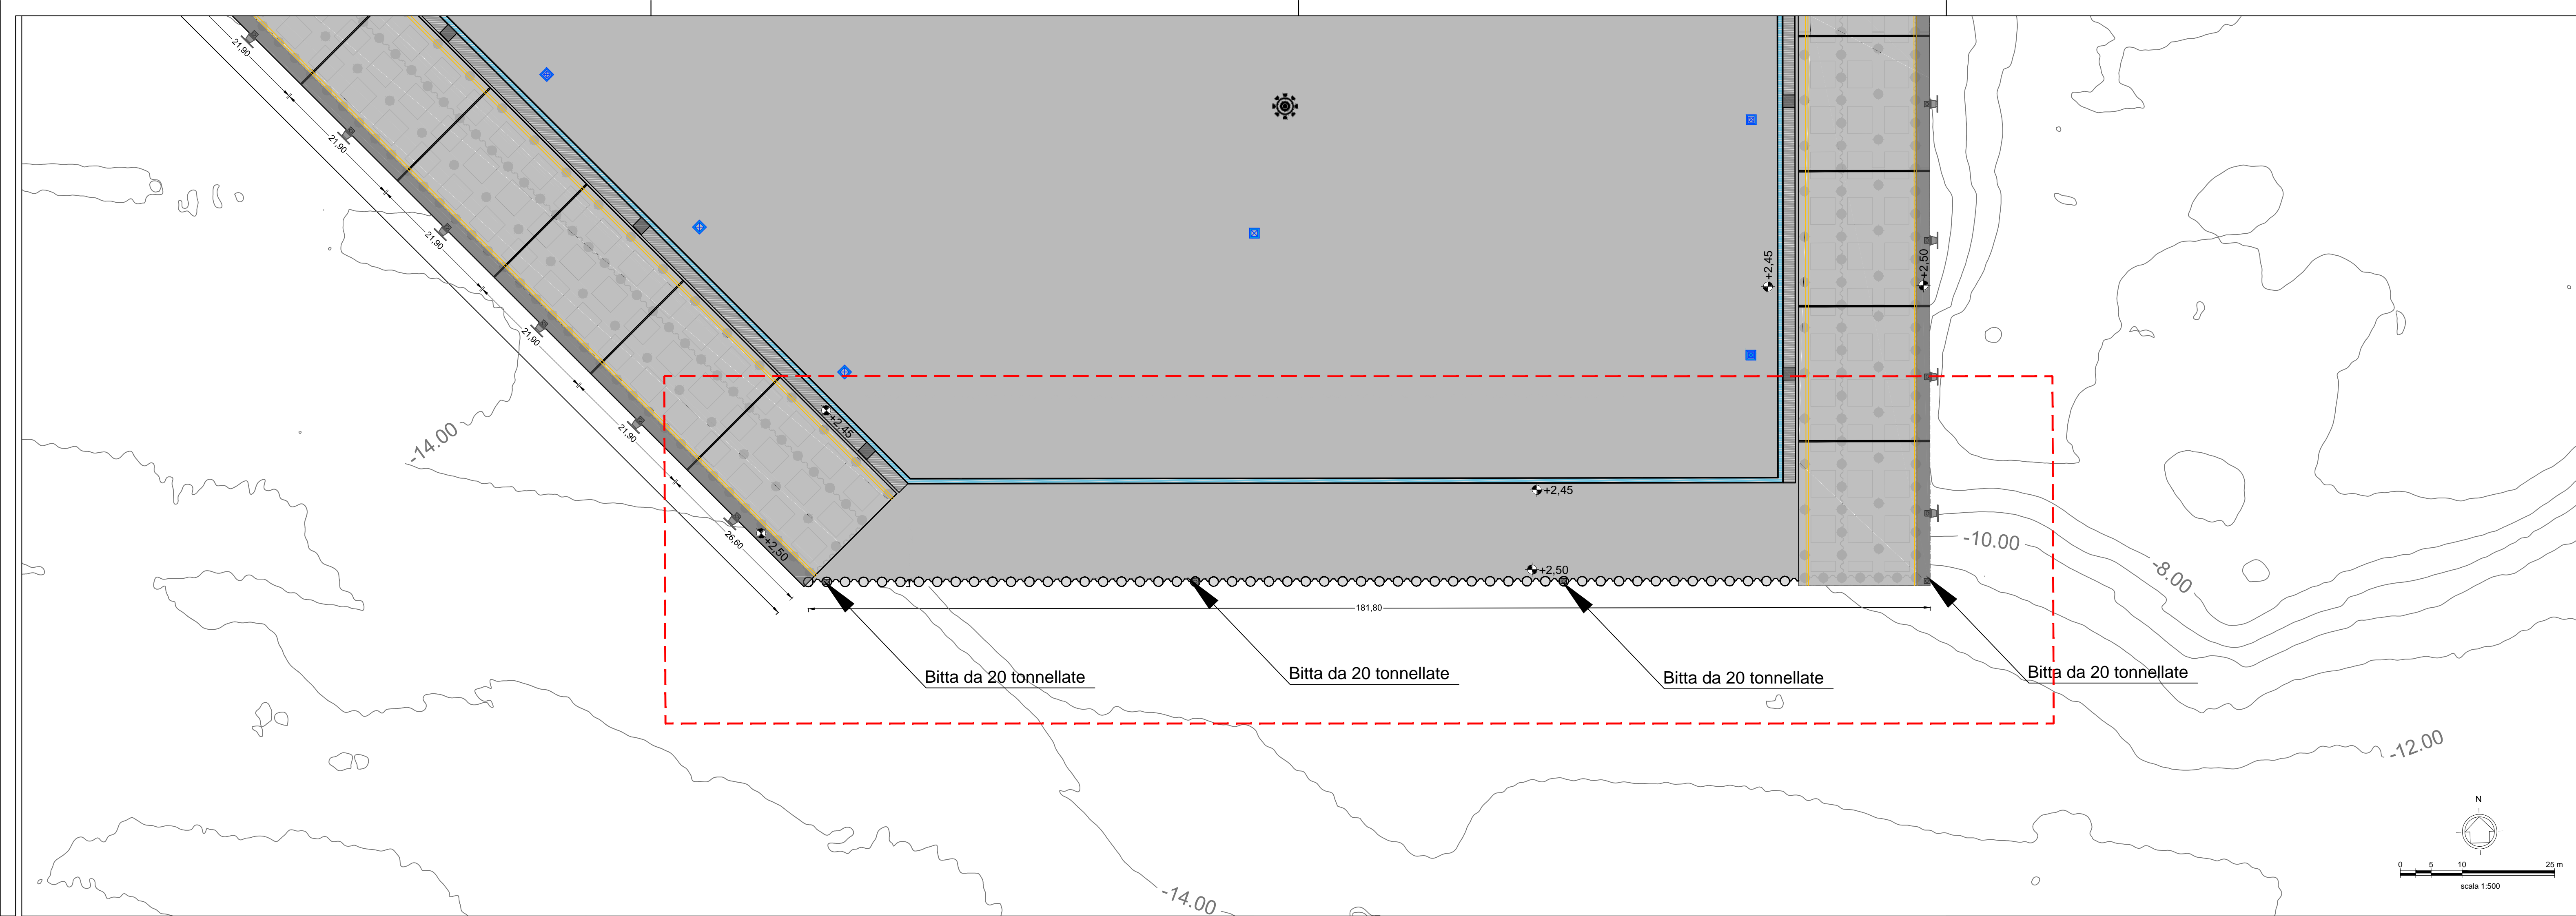 21,90
21,90
21,90
21,90
21,90
26,60
+2,45
+2,50
+2,45
+2,50
+2,45
+2,50
181,80
-14.00
-10.00
-8.00
Bitta da 20 tonnellate
Bitta da 20 tonnellate
Bitta da 20 tonnellate
Bitta da 20 tonnellate
-12.00
-14.00
N
0 5 10 25 m
scala 1:500